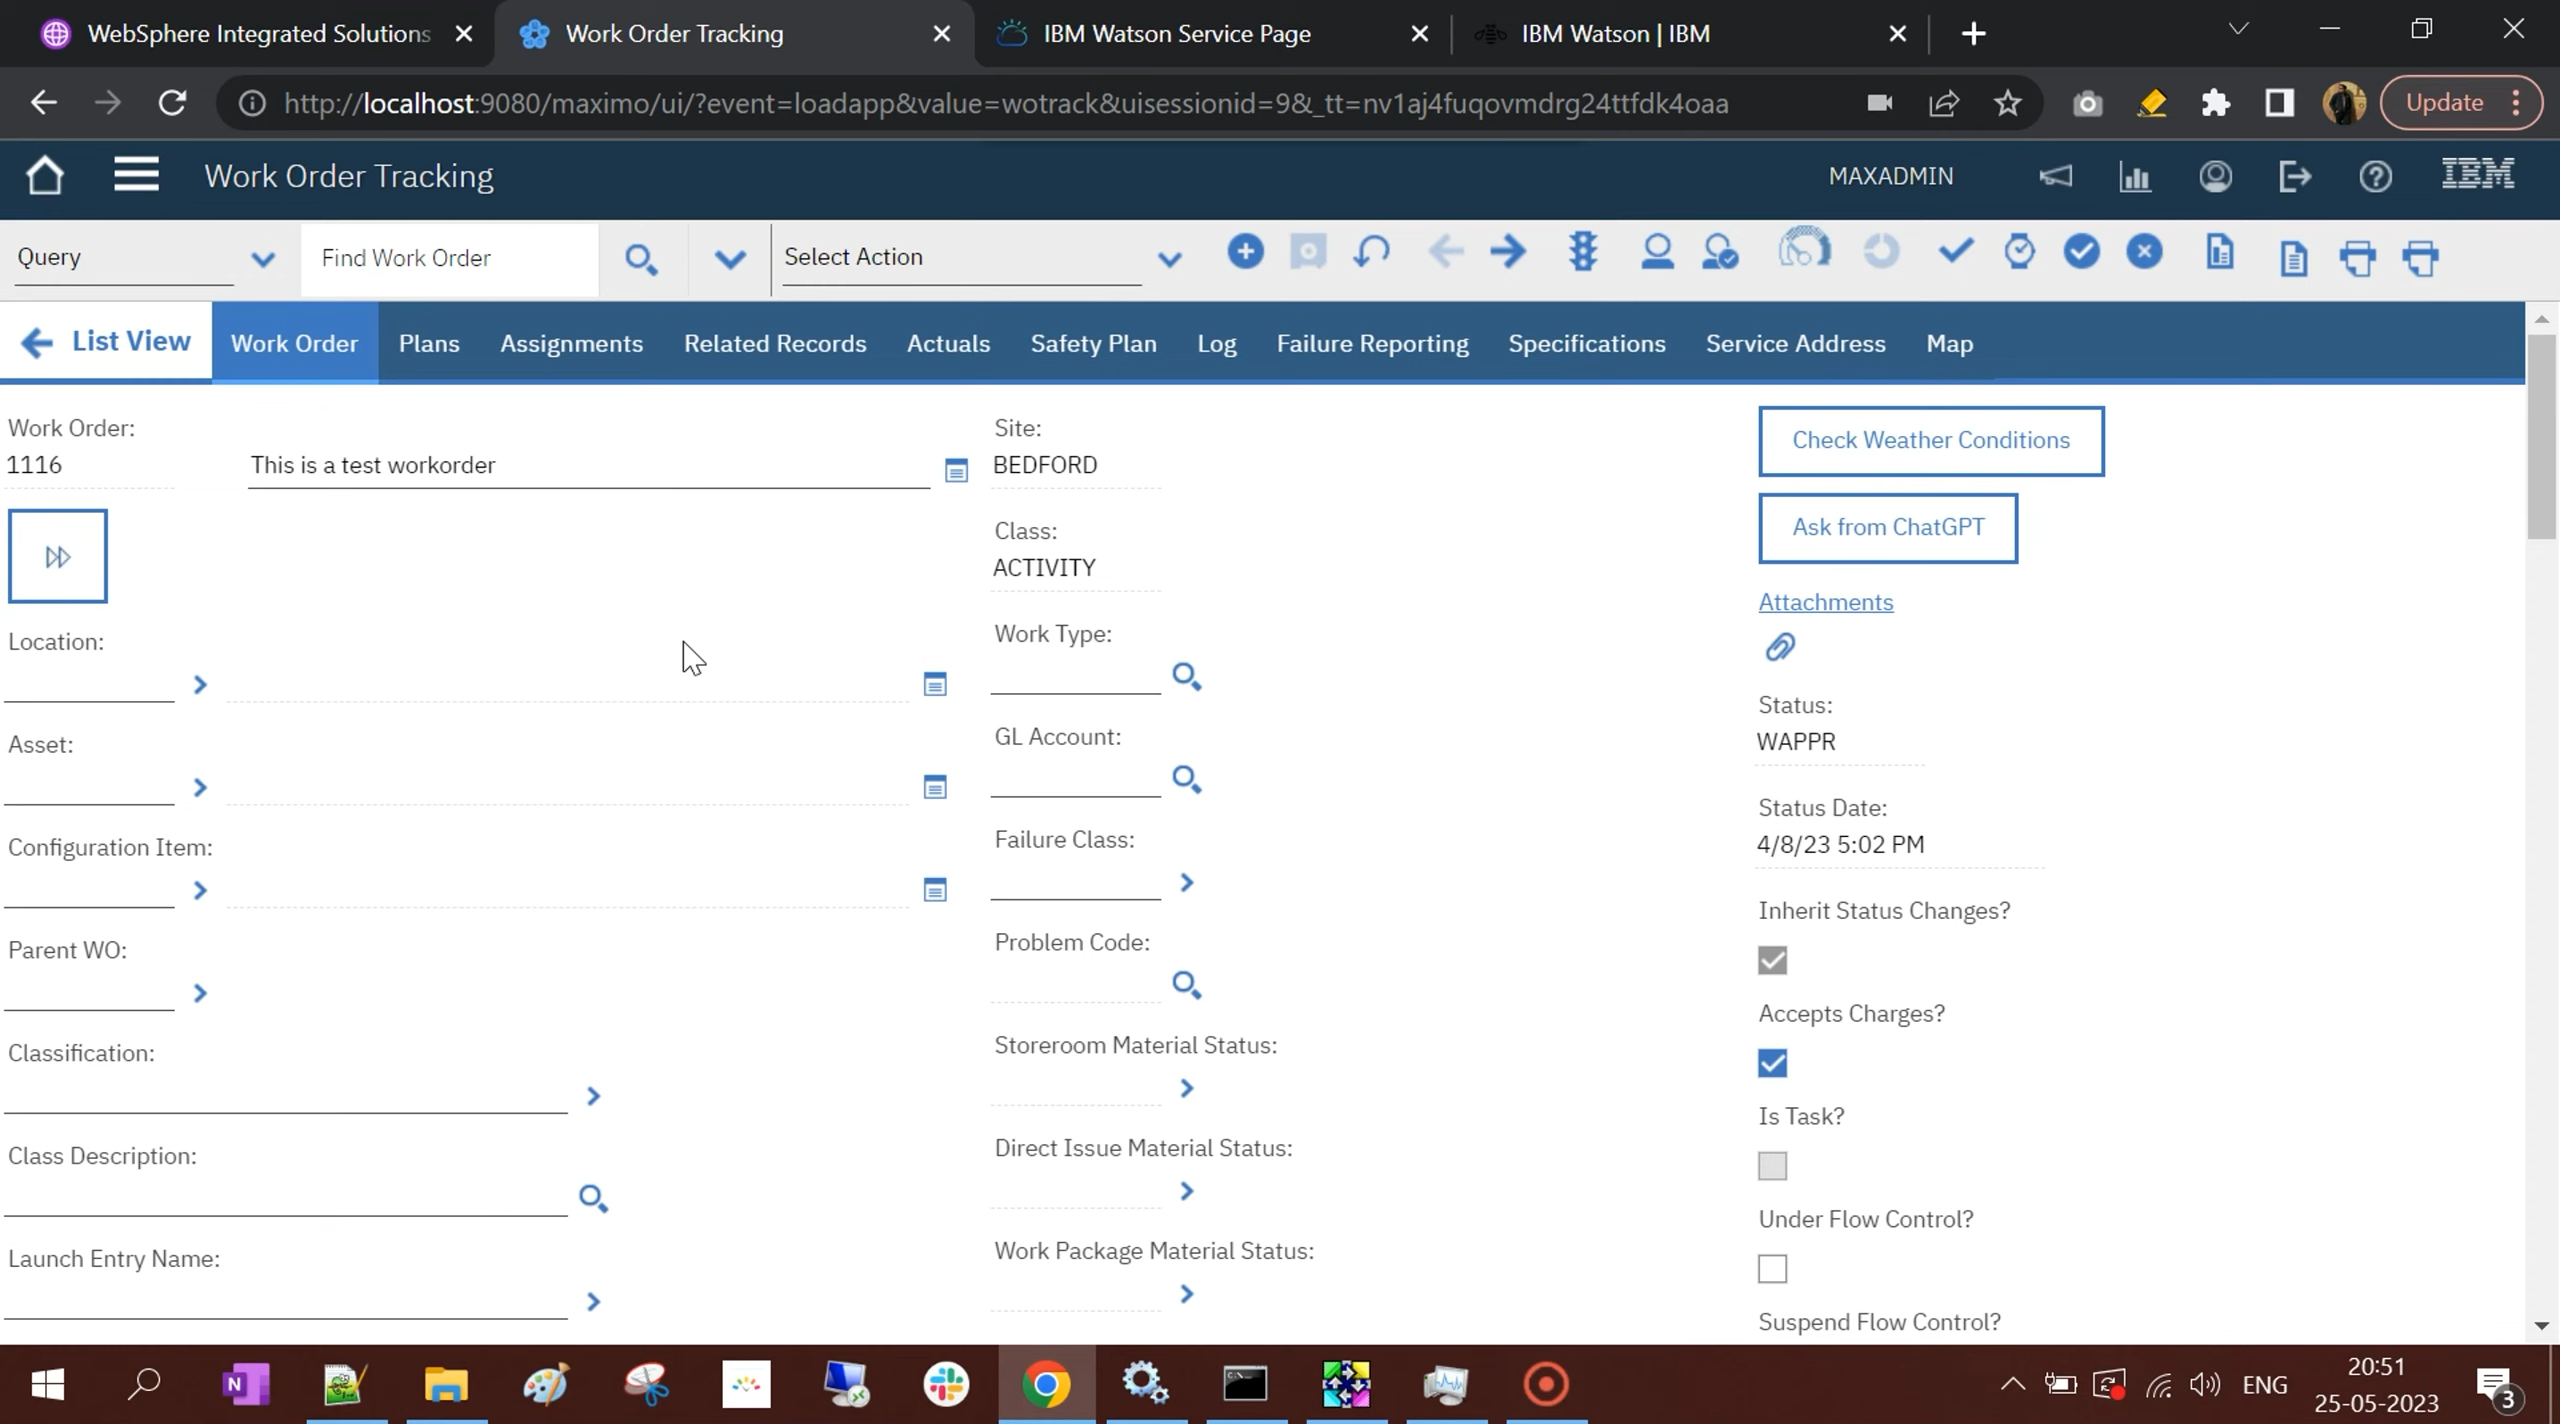 WebSphere Integrated Solutions
Work Order Tracking
IBM Watson Service Page
IBM Watson | IBM
http://localhost:9080/maximo/ui/?event=loadapp&value=wotrack&uisessionid=9&_tt=nv1aj4fuqovmdrg24ttfdk4oaa
Update
Work Order Tracking
MAXADMIN
IBM
Query
Find Work Order
Select Action
List View
Work Order
Plans
Assignments
Related Records
Actuals
Safety Plan
Log
Failure Reporting
Specifications
Service Address
Map
Work Order:
1116
This is a test workorder
Location:
Asset:
Configuration Item:
Parent WO:
Classification:
Class Description:
Launch Entry Name:
Site:
BEDFORD
Class:
ACTIVITY
Work Type:
GL Account:
Failure Class:
Problem Code:
Storeroom Material Status:
Direct Issue Material Status:
Work Package Material Status:
Check Weather Conditions
Ask from ChatGPT
Attachments
Status:
WAPPR
Status Date:
4/8/23 5:02 PM
Inherit Status Changes?
Accepts Charges?
Is Task?
Under Flow Control?
Suspend Flow Control?
N
ENG
20:51
25-05-2023
3